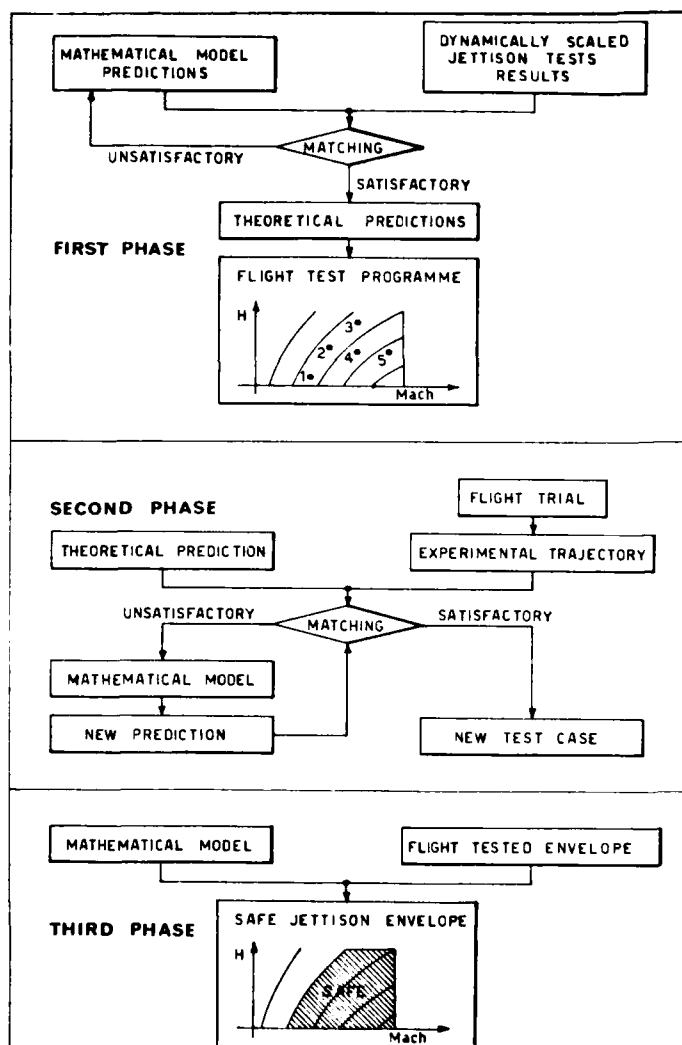 MATHEMATICAL MODEL
PREDICTIONS
DYNAMICALLY SCALED
JETTISON TESTS
RESULTS
MATCHING
UNSATISFACTORY
SATISFACTORY
THEORETICAL PREDICTIONS
FIRST PHASE
FLIGHT TEST PROGRAMME
H
3
2
4
5
1
Mach
SECOND PHASE
FLIGHT TRIAL
THEORETICAL PREDICTION
EXPERIMENTAL TRAJECTORY
UNSATISFACTORY
SATISFACTORY
MATCHING
MATHEMATICAL MODEL
NEW PREDICTION
NEW TEST CASE
MATHEMATICAL MODEL
FLIGHT TESTED ENVELOPE
THIRD PHASE
SAFE JETTISON ENVELOPE
H
SAFE
Mach